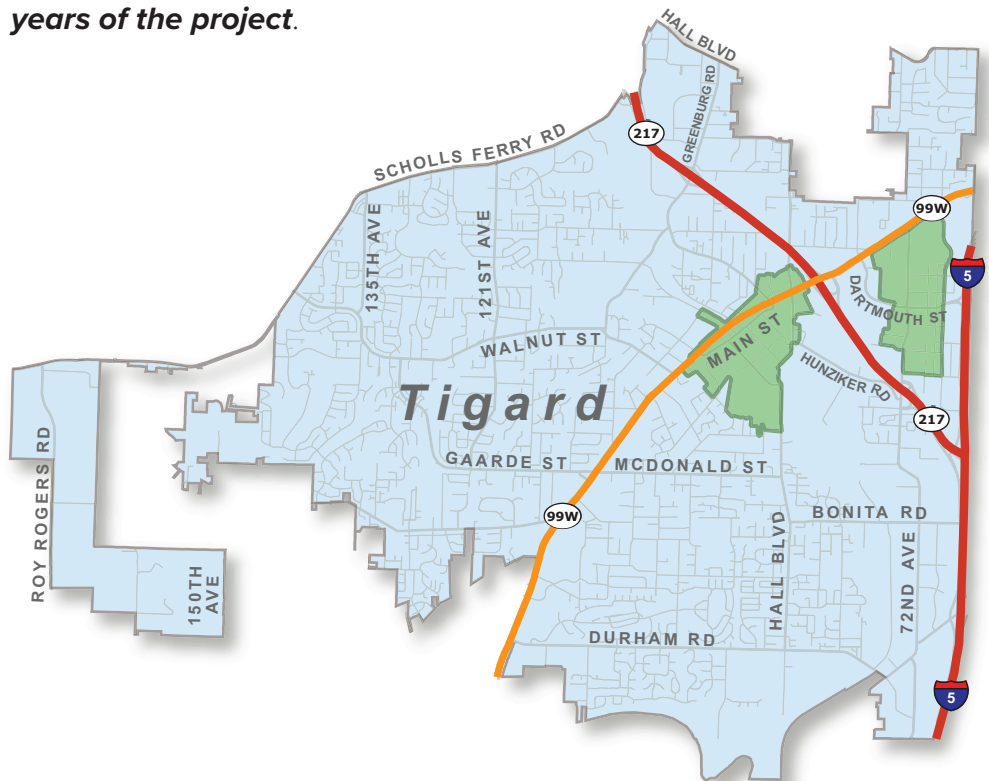 years of the project.
HALL BLVD
GREENBURG RD
217
SCHOLLS FERRY RD
99W
135TH AVE
121ST AVE
5
DARTMOUTH ST
MAIN ST
WALNUT ST
HUNZIKER RD
Tigard
217
ROY ROGERS RD
GAARDE ST
MCDONALD ST
99W
BONITA RD
HALL BLVD
72ND AVE
150TH
AVE
DURHAM RD
5